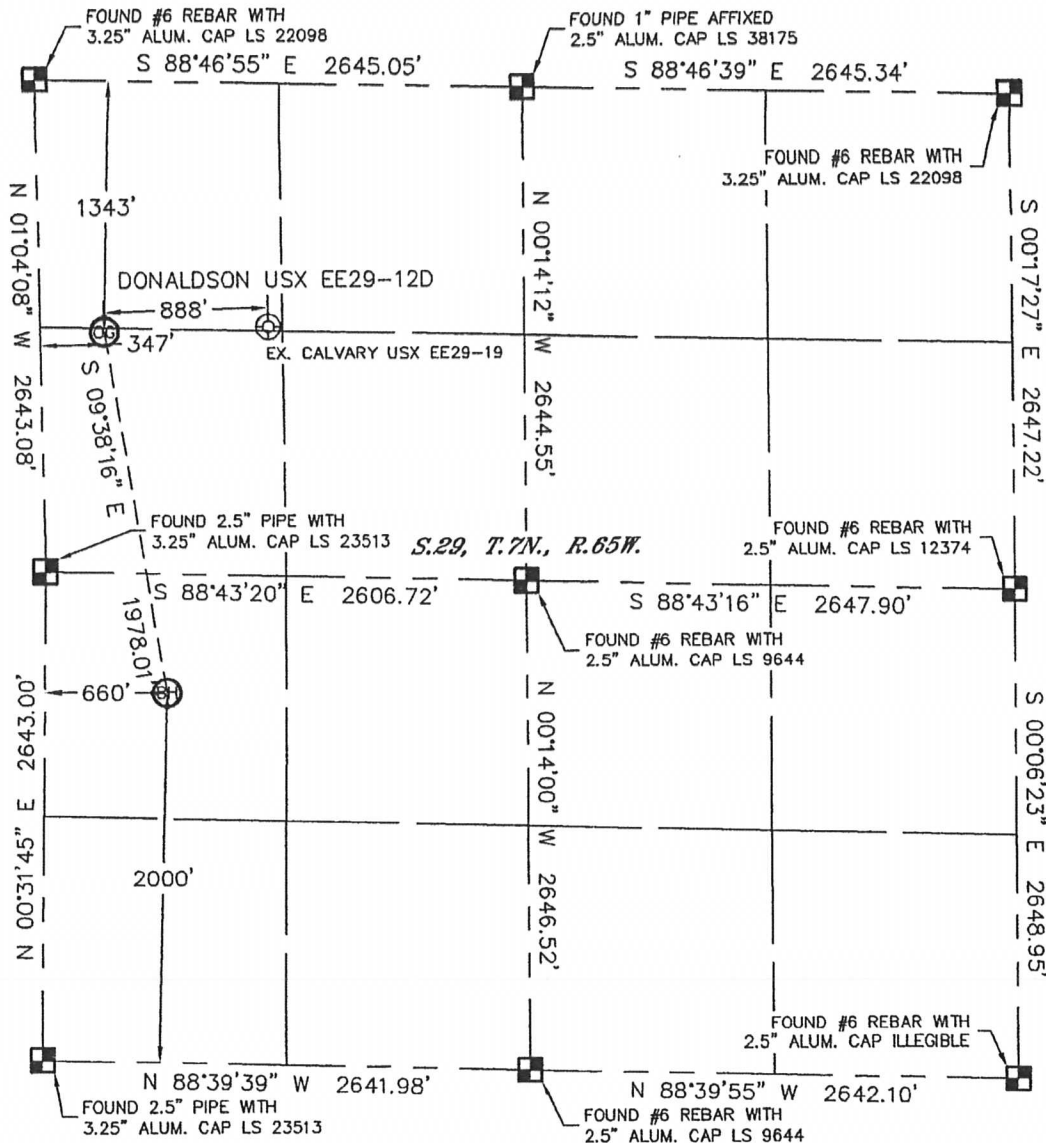 FOUND #6 REBAR WITH
3.25" ALUM. CAP LS 22098
FOUND 1" PIPE AFFIXED
2.5" ALUM. CAP LS 38175
S 88°46'55" E 2645.05'
S 88°46'39" E 2645.34'
FOUND #6 REBAR WITH
3.25" ALUM. CAP LS 22098
1343'
N 01°04'08" W 2643.08'
N 00°14'12" W 2644.55'
S 00°17'27" E 2647.22'
DONALDSON USX EE29-12D
888'
OG
347'
EX. CALVARY USX EE29-19
S 09°38'16" E 1978.01'
FOUND 2.5" PIPE WITH
3.25" ALUM. CAP LS 23513
S.29, T.7N., R.65W.
FOUND #6 REBAR WITH
2.5" ALUM. CAP LS 12374
S 88°43'20" E 2606.72'
S 88°43'16" E 2647.90'
FOUND #6 REBAR WITH
2.5" ALUM. CAP LS 9644
660'
BH
N 00°31'45" E 2643.00'
N 00°14'00" W 2646.52'
S 00°06'23" E 2648.95'
2000'
FOUND #6 REBAR WITH
2.5" ALUM. CAP ILLEGIBLE
N 88°39'39" W 2641.98'
N 88°39'55" W 2642.10'
FOUND 2.5" PIPE WITH
3.25" ALUM. CAP LS 23513
FOUND #6 REBAR WITH
2.5" ALUM. CAP LS 9644